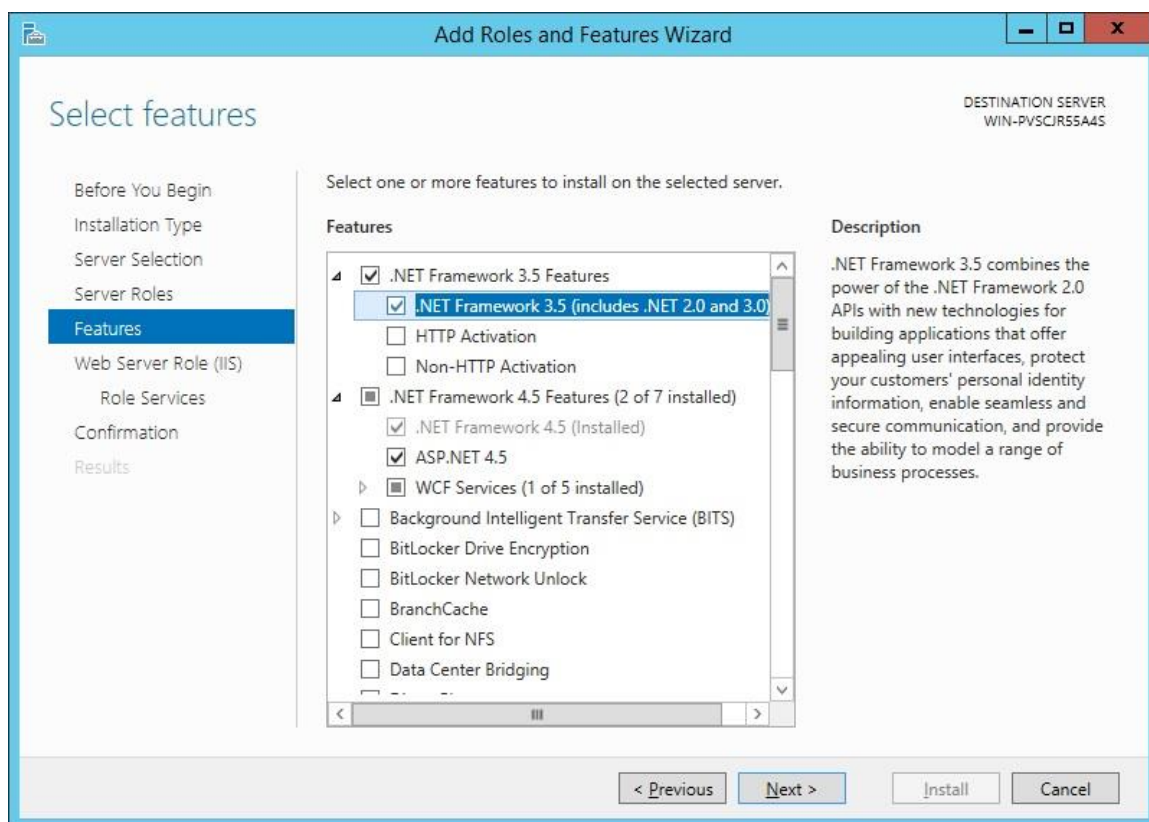 Add Roles and Features Wizard
Select features
DESTINATION SERVER
WIN-PVSCJR55A4S
Before You Begin
Installation Type
Server Selection
Server Roles
Features
Web Server Role (IIS)
Role Services
Confirmation
Results
Select one or more features to install on the selected server.
Features
.NET Framework 3.5 Features
.NET Framework 3.5 (includes .NET 2.0 and 3.0)
HTTP Activation
Non-HTTP Activation
.NET Framework 4.5 Features (2 of 7 installed)
.NET Framework 4.5 (Installed)
ASP.NET 4.5
WCF Services (1 of 5 installed)
Background Intelligent Transfer Service (BITS)
BitLocker Drive Encryption
BitLocker Network Unlock
BranchCache
Client for NFS
Data Center Bridging
Description
.NET Framework 3.5 combines the
power of the .NET Framework 2.0
APIs with new technologies for
building applications that offer
appealing user interfaces, protect
your customers' personal identity
information, enable seamless and
secure communication, and provide
the ability to model a range of
business processes.
< Previous
Next >
Install
Cancel